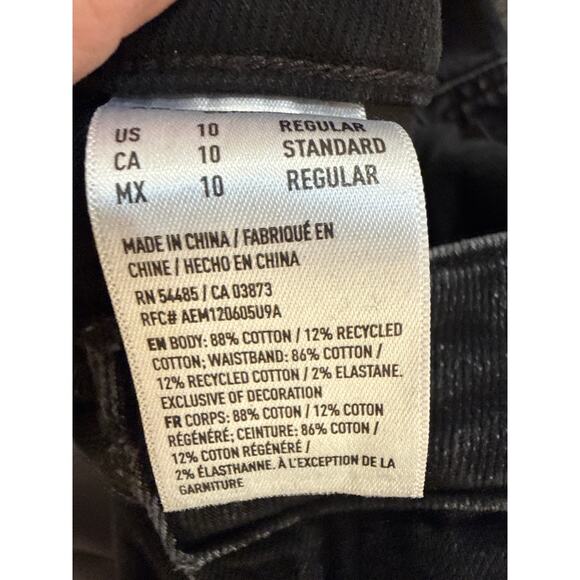 US 10 REGULAR
CA 10 STANDARD
MX 10 REGULAR
MADE IN CHINA / FABRIQUÉ EN
CHINE / HECHO EN CHINA
RN 54485 / CA 03873
RFC# AEM120605U9A
EN BODY: 88% COTTON / 12% RECYCLED
COTTON; WAISTBAND: 86% COTTON /
12% RECYCLED COTTON / 2% ELASTANE.
EXCLUSIVE OF DECORATION
FR CORPS: 88% COTON / 12% COTON
RÉGÉNÉRÉ; CEINTURE: 86% COTON /
12% COTON RÉGÉNÉRÉ /
2% ÉLASTHANNE. À L'EXCEPTION DE LA
GARNITURE